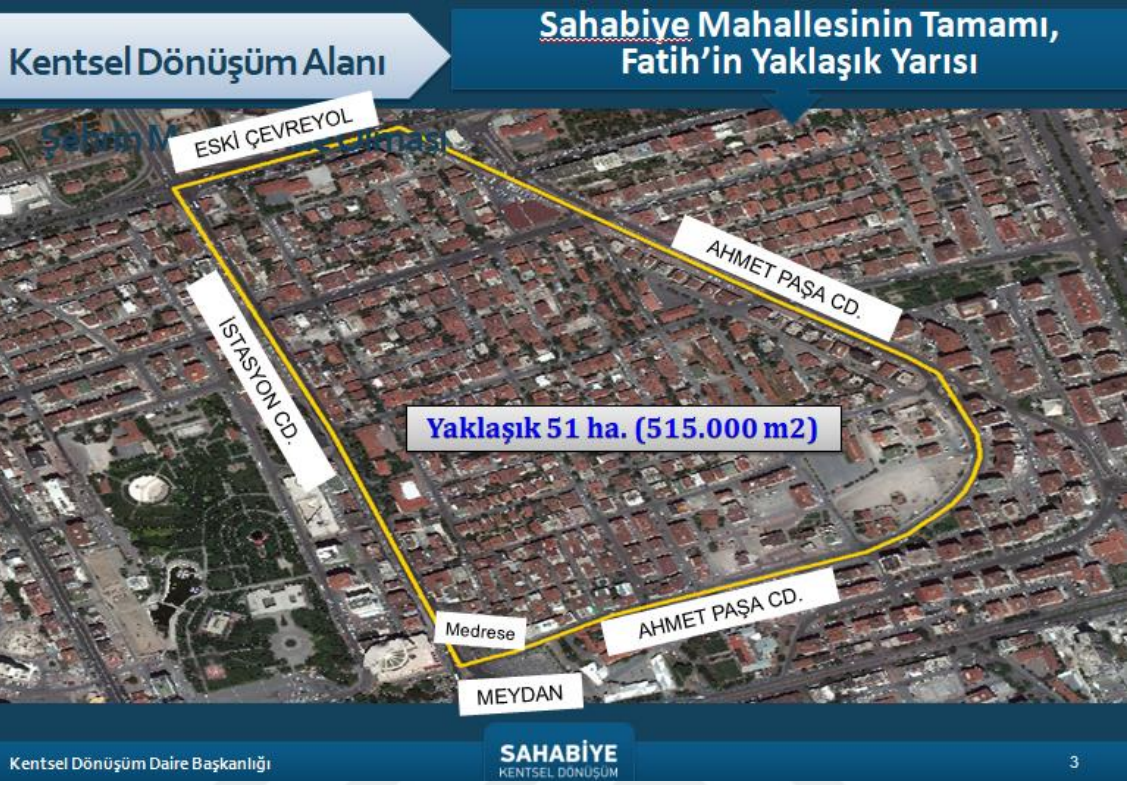 Kentsel Dönüşüm Alanı
Sahabiye Mahallesinin Tamamı,
Fatih’in Yaklaşık Yarısı
Şehrin
ESKİ ÇEVREYOL
AHMET PAŞA CD.
İSTASYON CD.
Yaklaşık 51 ha. (515.000 m2)
AHMET PAŞA CD.
Medrese
MEYDAN
Kentsel Dönüşüm Daire Başkanlığı
SAHABİYE
KENTSEL DÖNÜŞÜM
3